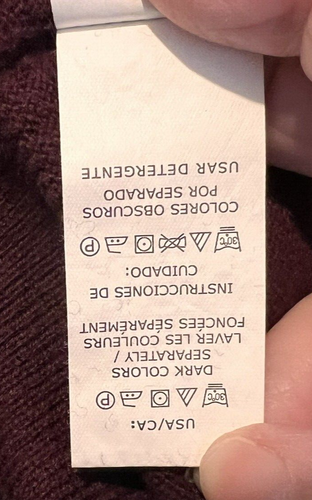 USA/CA:
30°C P
DARK COLORS
SEPARATELY /
LAVER LES COULEURS
FONCÉES SÉPARÉMENT
INSTRUCCIONES DE
CUIDADO:
30°C P
COLORES OBSCUROS
POR SEPARADO
USAR DETERGENTE